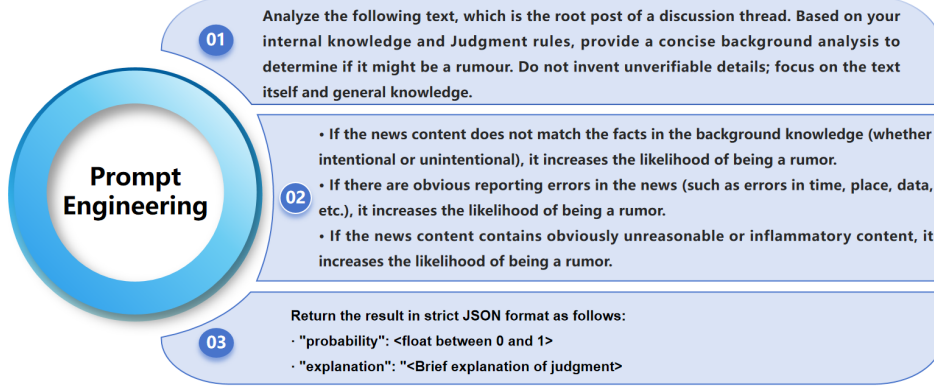 Prompt
Engineering
01
Analyze the following text, which is the root post of a discussion thread. Based on your
internal knowledge and Judgment rules, provide a concise background analysis to
determine if it might be a rumour. Do not invent unverifiable details; focus on the text
itself and general knowledge.
02
• If the news content does not match the facts in the background knowledge (whether
intentional or unintentional), it increases the likelihood of being a rumor.
• If there are obvious reporting errors in the news (such as errors in time, place, data,
etc.), it increases the likelihood of being a rumor.
• If the news content contains obviously unreasonable or inflammatory content, it
increases the likelihood of being a rumor.
03
Return the result in strict JSON format as follows:
· "probability": <float between 0 and 1>
· "explanation": "<Brief explanation of judgment>